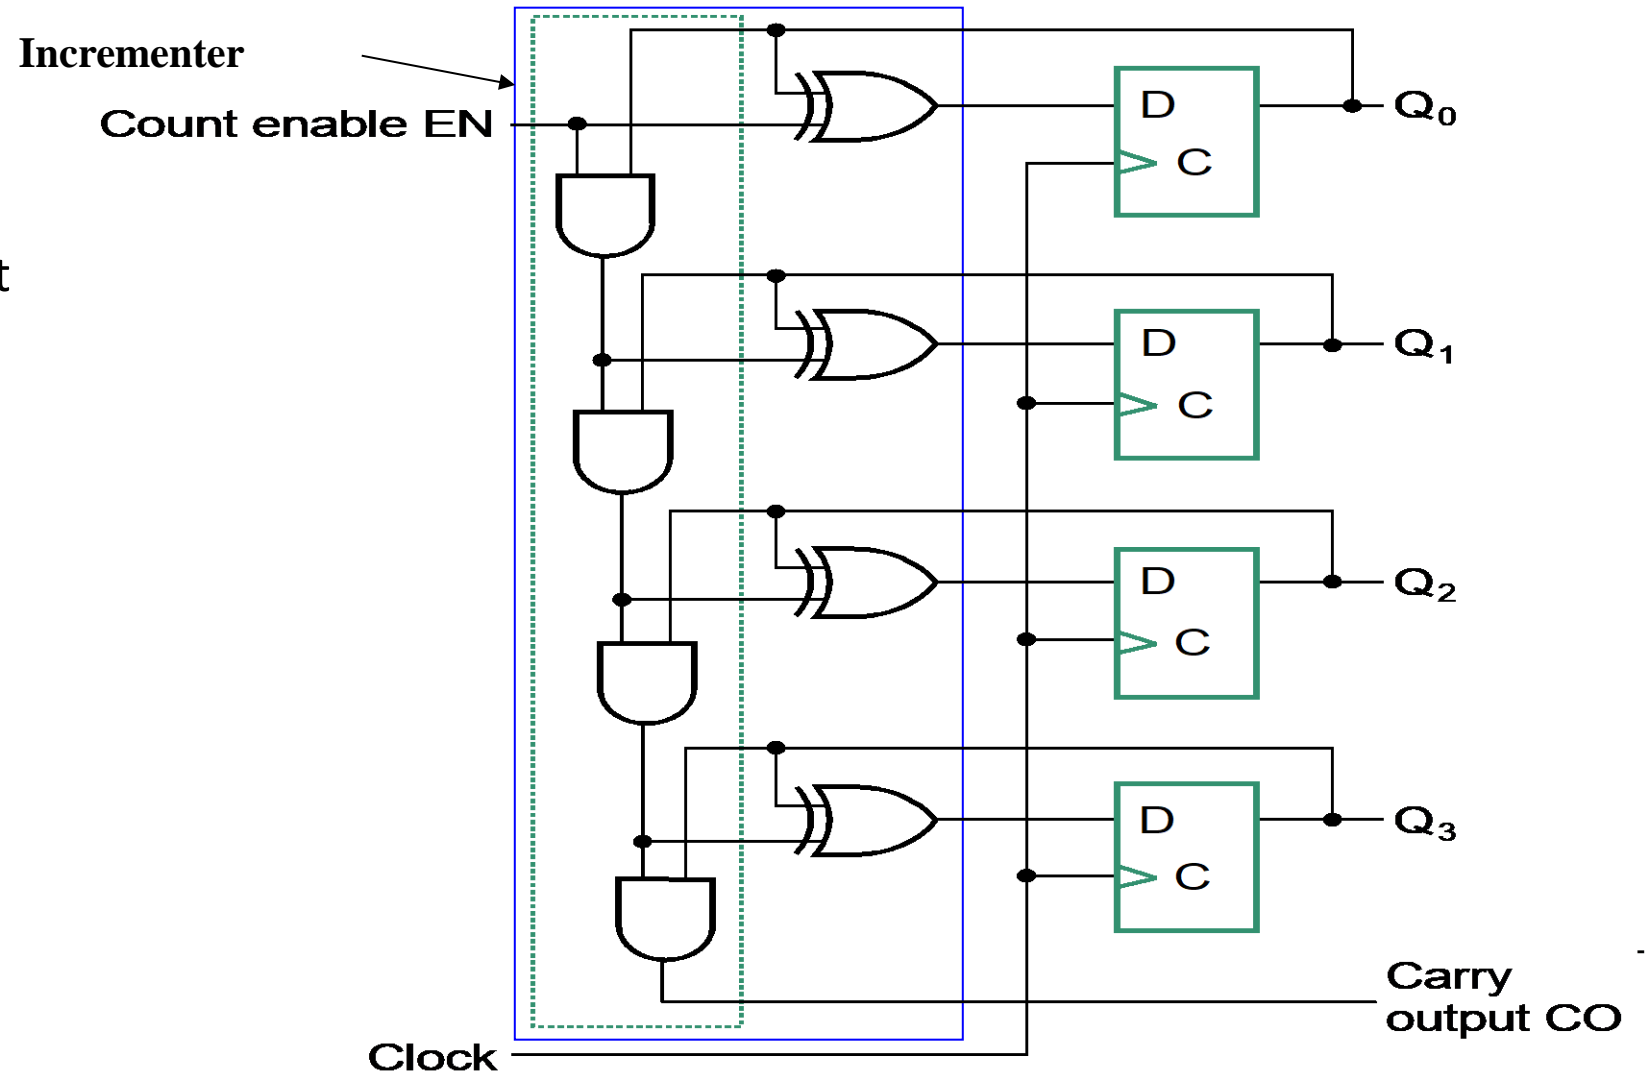 Incrementer
Count enable EN
D
C
Q0
t
D
C
Q1
D
C
Q2
D
C
Q3
Carry
output CO
Clock